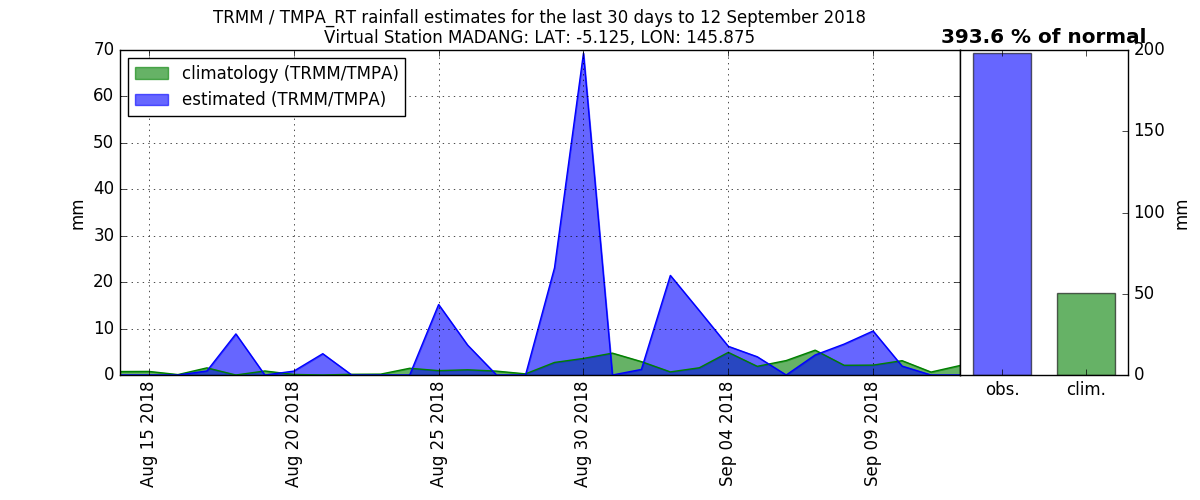 TRMM / TMPA_RT rainfall estimates for the last 30 days to 12 September 2018
Virtual Station MADANG: LAT: -5.125, LON: 145.875
393.6 % of normal
climatology (TRMM/TMPA)
estimated (TRMM/TMPA)
mm
70
60
50
40
30
20
10
0
Aug 15 2018
Aug 20 2018
Aug 25 2018
Aug 30 2018
Sep 04 2018
Sep 09 2018
200
150
100
50
0
mm
obs.
clim.